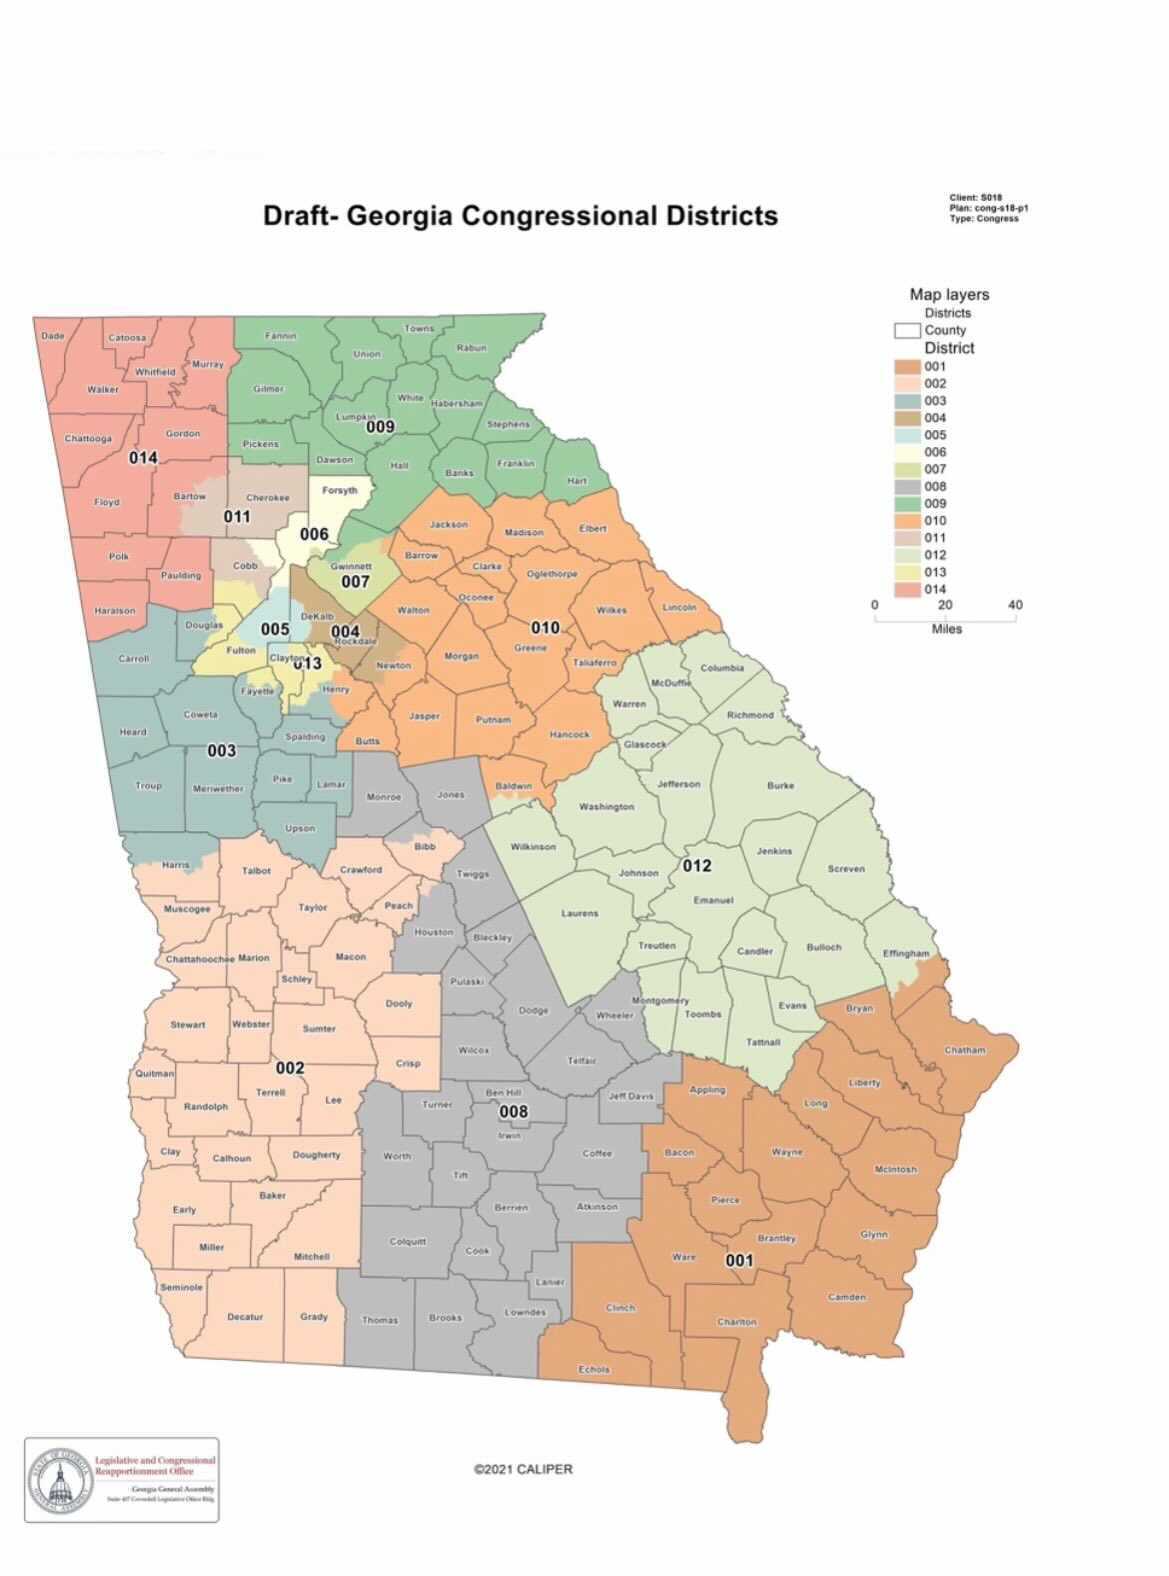 Draft- Georgia Congressional Districts
Client: S018
Plan: cong-s18-p1
Type: Congress
Map layers
Districts
County
District
001
002
003
004
005
006
007
008
009
010
011
012
013
014
0 20 40
Miles
Dade
Catoosa
Whitfield
Murray
Walker
Fannin
Towns
Union
Rabun
Gilmer
White
Habersham
Lumpkin
009
Stephens
Chattooga
Gordon
014
Pickens
Dawson
Hall
Banks
Franklin
Hart
Floyd
Bartow
Cherokee
Forsyth
011
006
Jackson
Madison
Elbert
Polk
Paulding
Cobb
Gwinnett
007
Barrow
Clarke
Oglethorpe
Oconee
Haralson
Douglas
005
DeKalb
004
Rockdale
Walton
010
Wilkes
Lincoln
Greene
Carroll
Fulton
Clayton
013
Newton
Morgan
Taliaferro
Fayette
Henry
Columbia
McDuffie
Warren
Richmond
Heard
Coweta
003
Spalding
Butts
Jasper
Putnam
Hancock
Glascock
Troup
Meriwether
Pike
Lamar
Monroe
Jones
Baldwin
Washington
Jefferson
Burke
Upson
Harris
Talbot
Crawford
Bibb
Twiggs
Wilkinson
Johnson
012
Jenkins
Screven
Emanuel
Muscogee
Taylor
Peach
Houston
Bleckley
Laurens
Treutlen
Candler
Bulloch
Effingham
Chattahoochee
Marion
Macon
Schley
Pulaski
Dooly
Dodge
Wheeler
Montgomery
Toombs
Evans
Tattnall
Bryan
Chatham
Stewart
Webster
Sumter
002
Crisp
Wilcox
Telfair
Quitman
Randolph
Terrell
Lee
Turner
Ben Hill
008
Irwin
Jeff Davis
Appling
Long
Liberty
Clay
Calhoun
Dougherty
Worth
Tift
Coffee
Bacon
Wayne
McIntosh
Early
Baker
Berrien
Atkinson
Pierce
Brantley
Glynn
Miller
Mitchell
Colquitt
Cook
Ware
001
Seminole
Decatur
Grady
Thomas
Brooks
Lanier
Lowndes
Clinch
Echols
Charlton
Camden
©2021 CALIPER
Legislative and Congressional
Reapportionment Office
Georgia General Assembly
Suite 407 Coverdell Legislative Office Bldg
STATE OF GEORGIA
GENERAL ASSEMBLY